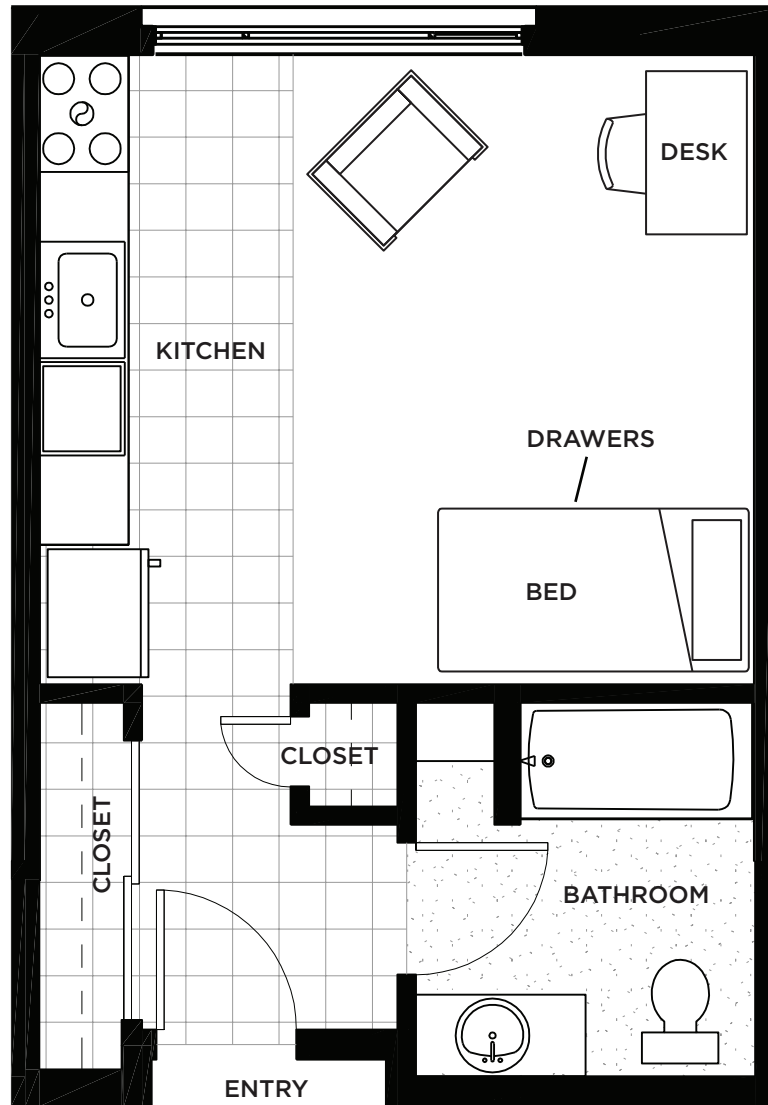 DESK
KITCHEN
DRAWERS
BED
CLOSET
CLOSET
BATHROOM
ENTRY